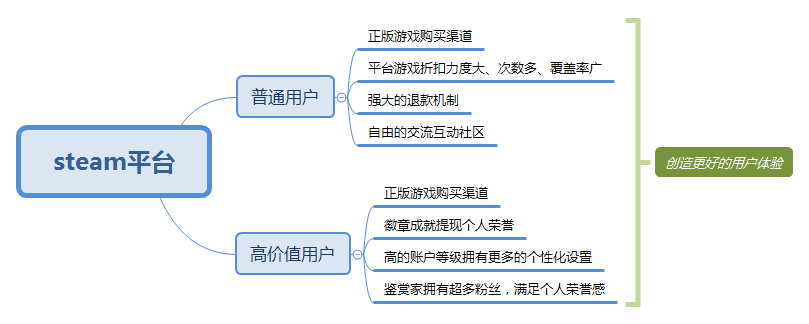 steam平台
普通用户
正版游戏购买渠道
平台游戏折扣力度大、次数多、覆盖率广
强大的退款机制
自由的交流互动社区
高价值用户
正版游戏购买渠道
徽章成就提现个人荣誉
高的账户等级拥有更多的个性化设置
鉴赏家拥有超多粉丝，满足个人荣誉感
创造更好的用户体验